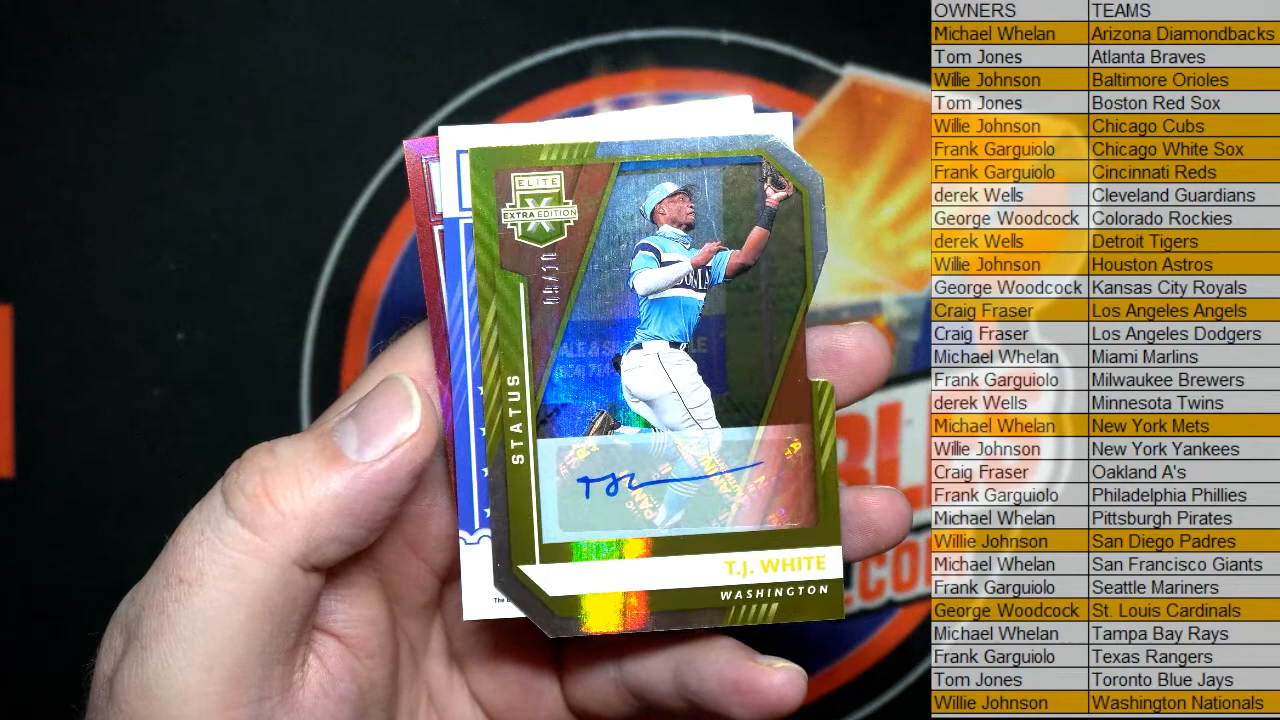 ELITE
EXTRA EDITION
STATUS
T.J. WHITE
WASHINGTON
OWNERS TEAMS
Michael Whelan Arizona Diamondbacks
Tom Jones Atlanta Braves
Willie Johnson Baltimore Orioles
Tom Jones Boston Red Sox
Willie Johnson Chicago Cubs
Frank Garguiolo Chicago White Sox
Frank Garguiolo Cincinnati Reds
derek Wells Cleveland Guardians
George Woodcock Colorado Rockies
derek Wells Detroit Tigers
Willie Johnson Houston Astros
George Woodcock Kansas City Royals
Craig Fraser Los Angeles Angels
Craig Fraser Los Angeles Dodgers
Michael Whelan Miami Marlins
Frank Garguiolo Milwaukee Brewers
derek Wells Minnesota Twins
Michael Whelan New York Mets
Willie Johnson New York Yankees
Craig Fraser Oakland A's
Frank Garguiolo Philadelphia Phillies
Michael Whelan Pittsburgh Pirates
Willie Johnson San Diego Padres
Michael Whelan San Francisco Giants
Frank Garguiolo Seattle Mariners
George Woodcock St. Louis Cardinals
Michael Whelan Tampa Bay Rays
Frank Garguiolo Texas Rangers
Tom Jones Toronto Blue Jays
Willie Johnson Washington Nationals